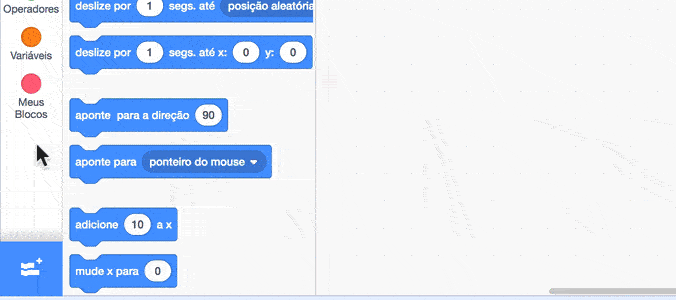 Operadores
Variáveis
Meus
Blocos
deslize por 1 segs. até posição aleatória
deslize por 1 segs. até x: 0 y: 0
aponte para a direção 90
aponte para ponteiro do mouse
adicione 10 a x
mude x para 0